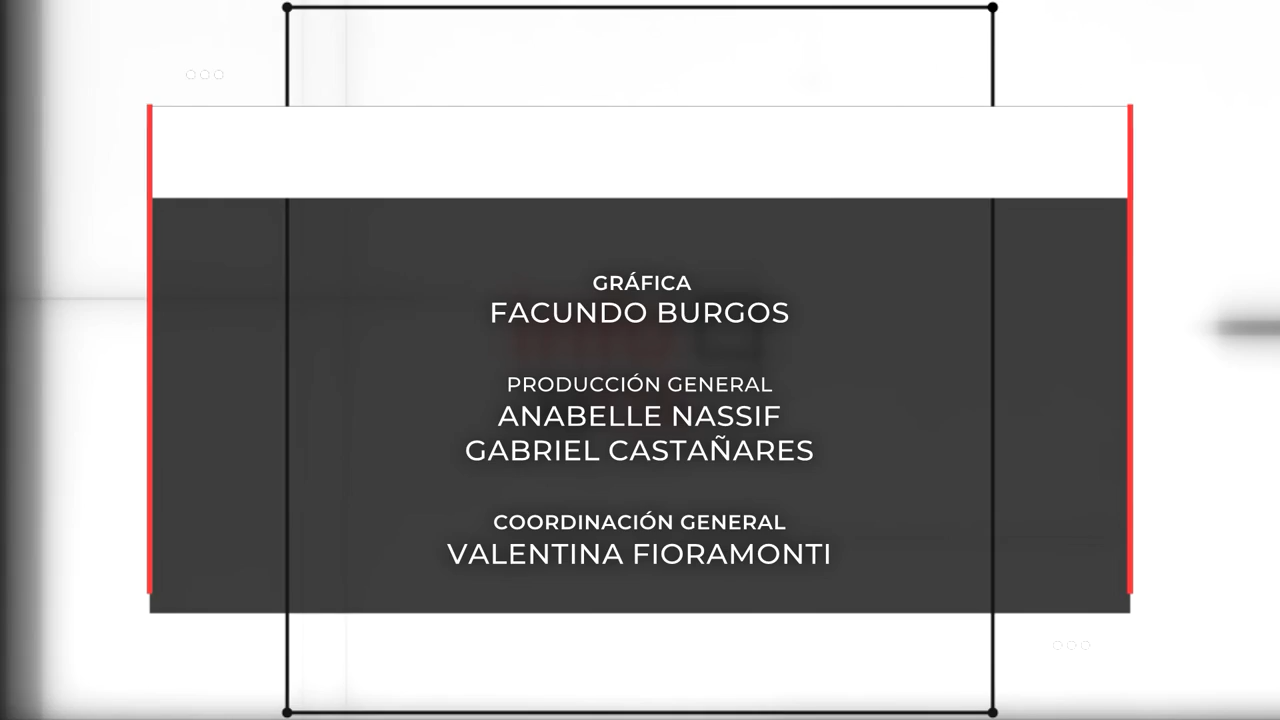 GRÁFICA
FACUNDO BURGOS
PRODUCCIÓN GENERAL
ANABELLE NASSIF
GABRIEL CASTAÑARES
COORDINACIÓN GENERAL
VALENTINA FIORAMONTI